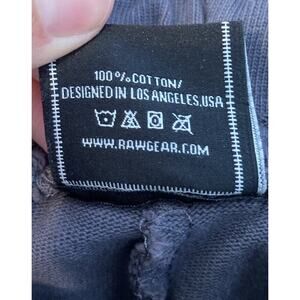 100%COTTON/
DESIGNED IN LOS ANGELES.USA
WWW.RAWGEAR.COM